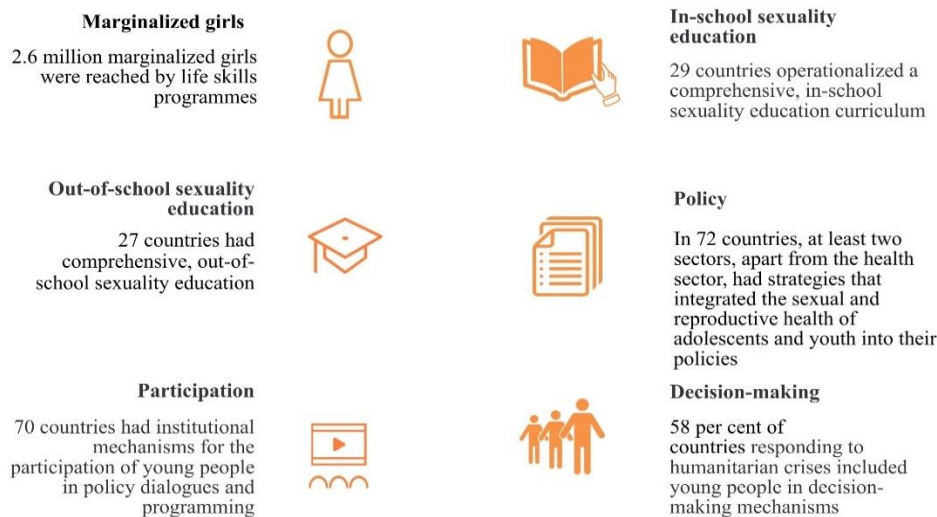 Marginalized girls
2.6 million marginalized girls
were reached by life skills
programmes
In-school sexuality
education
29 countries operationalized a
comprehensive, in-school
sexuality education curriculum
Out-of-school sexuality
education
27 countries had
comprehensive, out-of-
school sexuality education
Policy
In 72 countries, at least two
sectors, apart from the health
sector, had strategies that
integrated the sexual and
reproductive health of
adolescents and youth into their
policies
Participation
70 countries had institutional
mechanisms for the
participation of young people
in policy dialogues and
programming
Decision-making
58 per cent of
countries responding to
humanitarian crises included
young people in decision-
making mechanisms